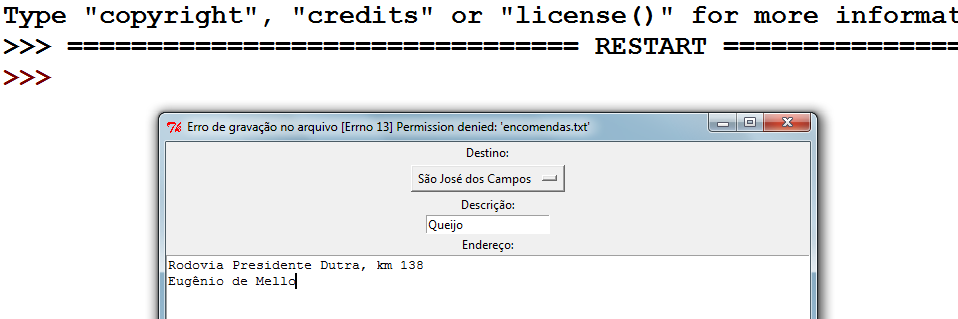 Type "copyright", "credits" or "license()" for more informat
>>> ================================ RESTART ===============
>>>
Erro de gravação no arquivo [Errno 13] Permission denied: 'encomendas.txt'
Destino:
São José dos Campos
Descrição:
Queijo
Endereço:
Rodovia Presidente Dutra, km 138
Eugênio de Mello